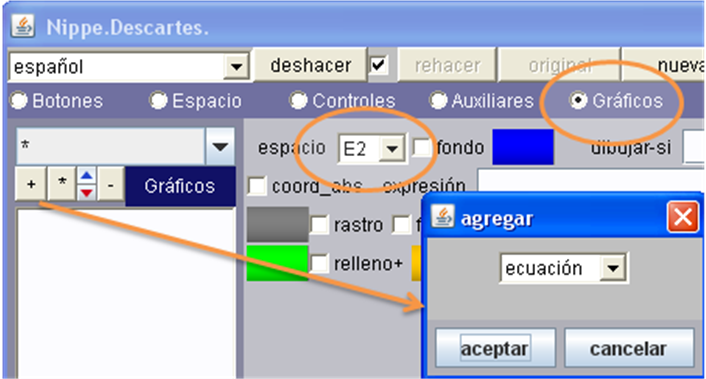 Nippe.Descartes.
español deshacer rehacer original nueva
Botones Espacio Controles Auxiliares Gráficos
* espacio E2 fondo dibujar-si
+ * - Gráficos coord_abs expresión
rastro
relleno+
agregar
ecuación
aceptar cancelar